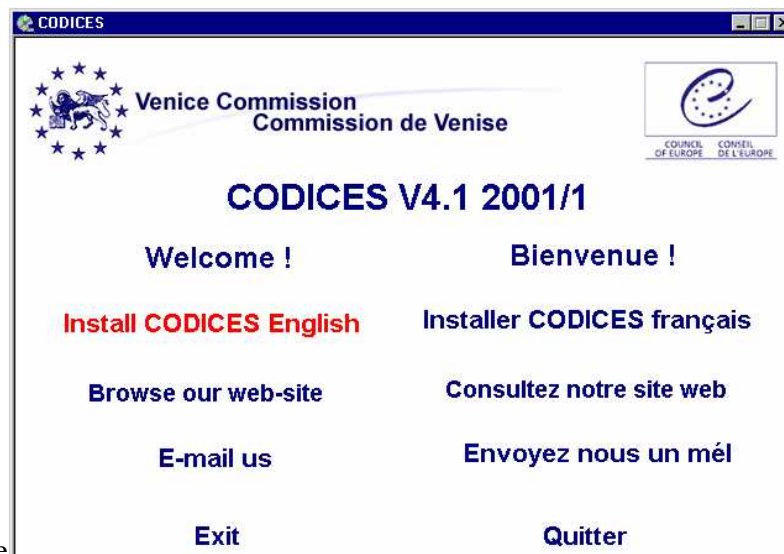 CODICES
Venice Commission
Commission de Venise
COUNCIL OF EUROPE
CONSEIL DE L'EUROPE
CODICES V4.1 2001/1
Welcome !
Bienvenue !
Install CODICES English
Installer CODICES français
Browse our web-site
Consultez notre site web
E-mail us
Envoyez nous un mél
Exit
Quitter